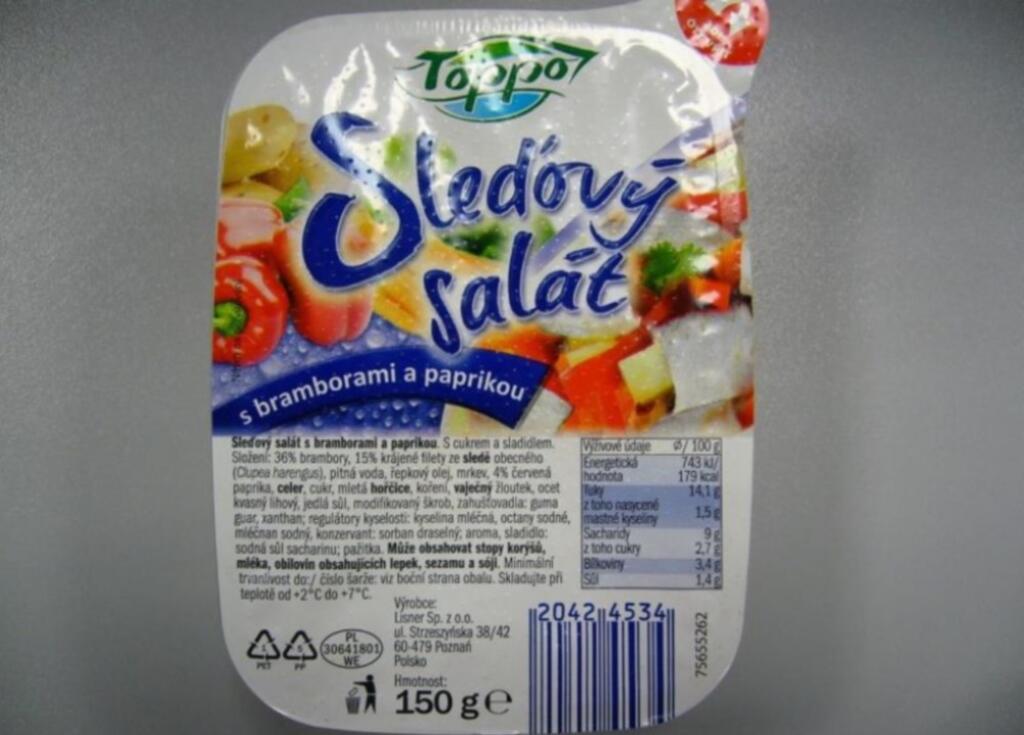 Toppo
Sleďový
salát
s bramborami a paprikou
Sleďový salát s bramborami a paprikou. S cukrem a sladidlem.
Složení: 36% brambory, 15% krájené filety ze sledě obecného
(Clupea harengus), pitná voda, řepkový olej, mrkev, 4% červená
paprika, celer, cukr, mletá hořčice, koření, vaječný žloutek, ocet
kvasný lihový, jedlá sůl, modifikovaný škrob, zahušťovadla: guma
guar, xanthan; regulátory kyselosti: kyselina mléčná, octany sodné,
mléčnan sodný, konzervant: sorban draselný; aroma, sladidlo:
sodná sůl sacharinu; pažitka. Může obsahovat stopy korýšů,
mléka, obilovin obsahujících lepek, sezamu a sóji. Minimální
trvanlivost do:/ číslo šarže: viz boční strana obalu. Skladujte při
teplotě od +2°C do +7°C.
Výživové údaje Ø/ 100 g
Energetická 743 kJ/
hodnota 179 kcal
Tuky 14,1 g
z toho nasycené
mastné kyseliny 1,5 g
Sacharidy 9 g
z toho cukry 2,7 g
Bílkoviny 3,4 g
Sůl 1,4 g
Výrobce:
Lisner Sp. z o.o.
ul. Strzeszyńska 38/42
60-479 Poznań
Polsko
Hmotnost:
150 g e
1
PET
5
PP
PL
30641801
WE
2042 4534
75655262